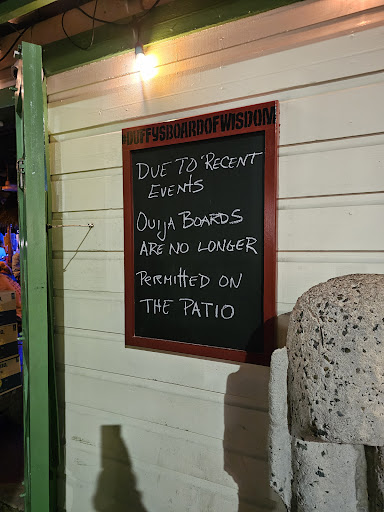 #DUFFYSBOARDOFWISDOM
DUE TO RECENT
EVENTS
OUIJA BOARDS
ARE NO LONGER
PERMITTED ON
THE PATIO